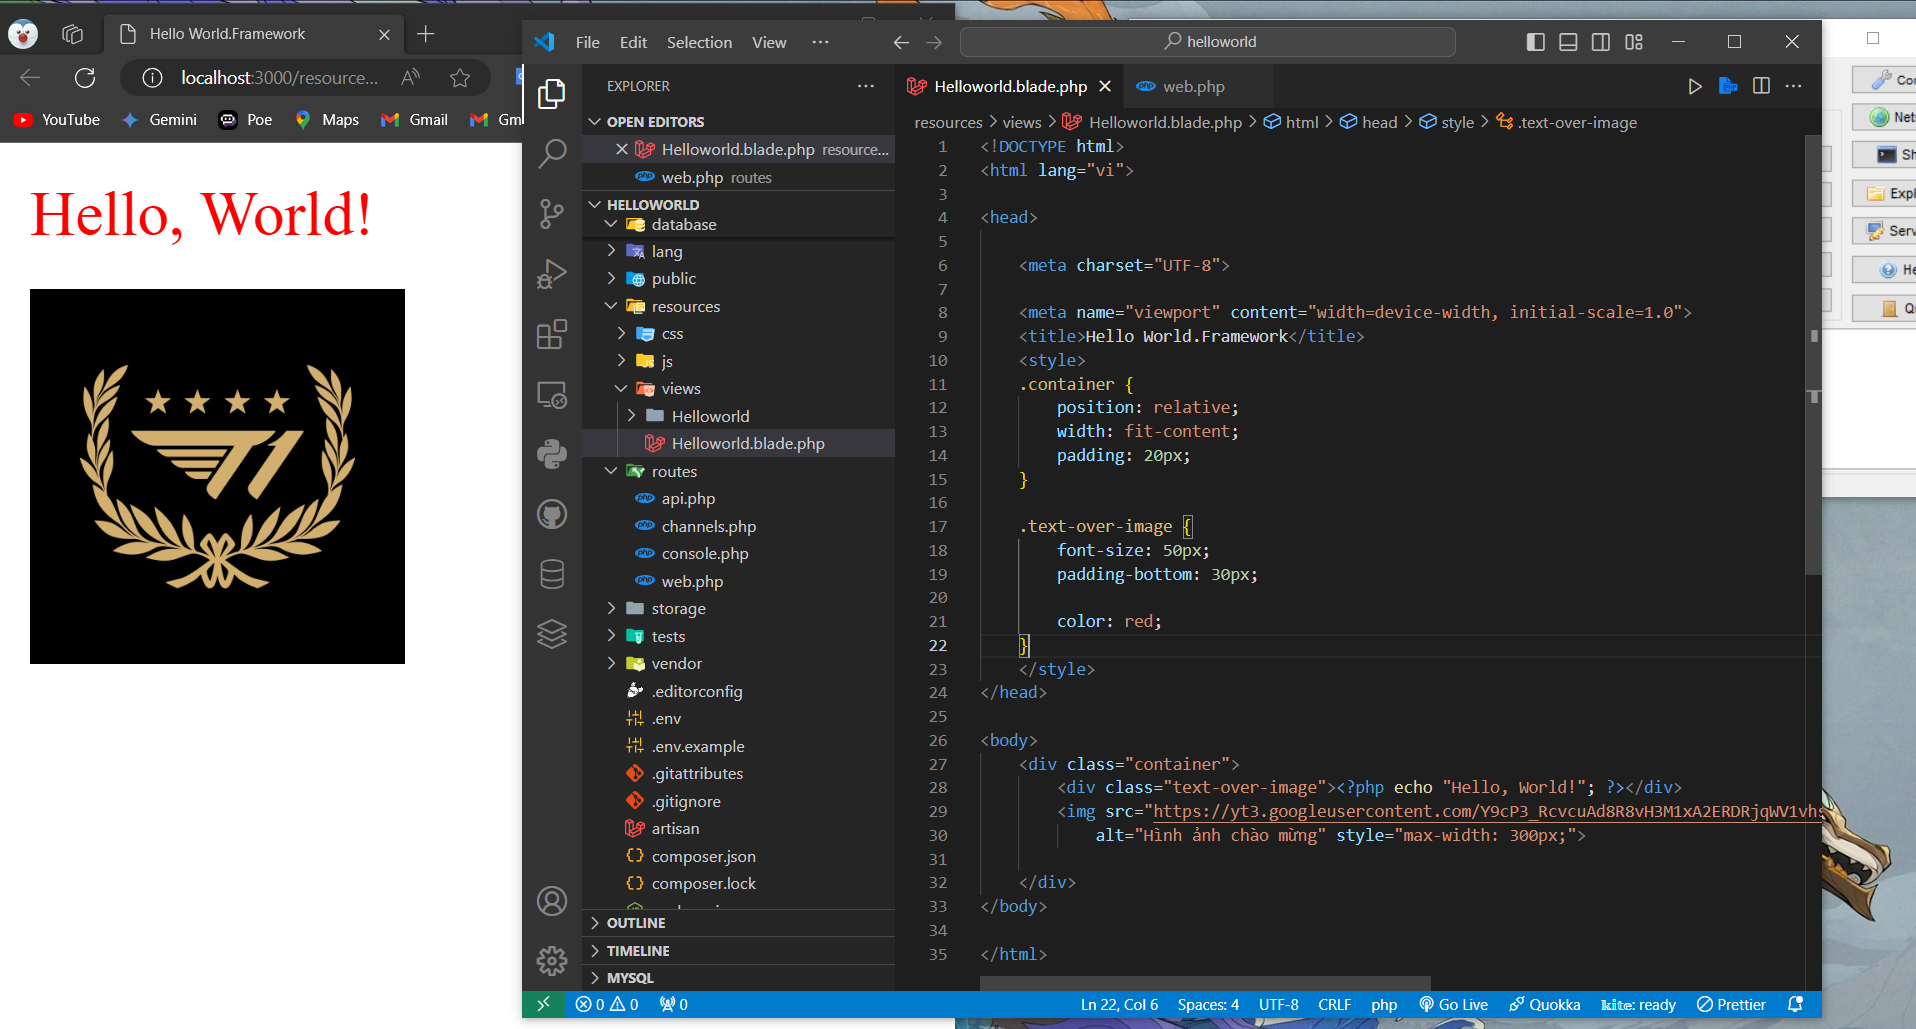 Hello World.Framework
localhost:3000/resource...
YouTube
Gemini
Poe
Maps
Gmail
Gm
Hello, World!
T1
File
Edit
Selection
View
helloworld
EXPLORER
OPEN EDITORS
Helloworld.blade.php resource...
web.php routes
HELLOWORLD
database
lang
public
resources
css
js
views
Helloworld
Helloworld.blade.php
routes
api.php
channels.php
console.php
web.php
storage
tests
vendor
.editorconfig
.env
.env.example
.gitattributes
.gitignore
artisan
composer.json
composer.lock
OUTLINE
TIMELINE
MYSQL
Helloworld.blade.php
web.php
resources > views > Helloworld.blade.php > html > head > style > .text-over-image
1 <!DOCTYPE html>
2 <html lang="vi">
3
4 <head>
5
6 <meta charset="UTF-8">
7
8 <meta name="viewport" content="width=device-width, initial-scale=1.0">
9 <title>Hello World.Framework</title>
10 <style>
11 .container {
12 position: relative;
13 width: fit-content;
14 padding: 20px;
15 }
16
17 .text-over-image {
18 font-size: 50px;
19 padding-bottom: 30px;
20
21 color: red;
22 }
23 </style>
24 </head>
25
26 <body>
27 <div class="container">
28 <div class="text-over-image"><?php echo "Hello, World!"; ?></div>
29 <img src="https://yt3.googleusercontent.com/Y9cP3_RcvcuAd8R8vH3M1xA2ERDRjqWV1vhs
30 alt="Hình ảnh chào mừng" style="max-width: 300px;">
31
32 </div>
33 </body>
34
35 </html>
0 0 0
Ln 22, Col 6
Spaces: 4
UTF-8
CRLF
php
Go Live
Quokka
kite: ready
Prettier
Con
Nets
Sh
Expl
Serv
He
Q